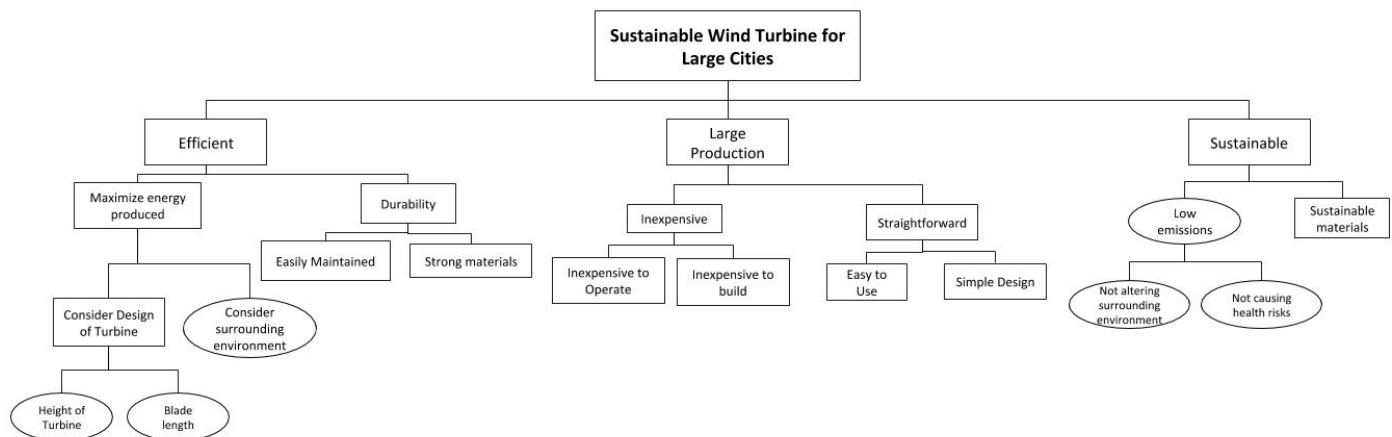 Sustainable Wind Turbine for
Large Cities
Efficient
Large
Production
Sustainable
Maximize energy
produced
Durability
Inexpensive
Straightforward
Low
emissions
Sustainable
materials
Easily Maintained
Strong materials
Inexpensive to
Operate
Inexpensive to
build
Easy to
Use
Simple Design
Not altering
surrounding
environment
Not causing
health risks
Consider Design
of Turbine
Consider
surrounding
environment
Height of
Turbine
Blade
length